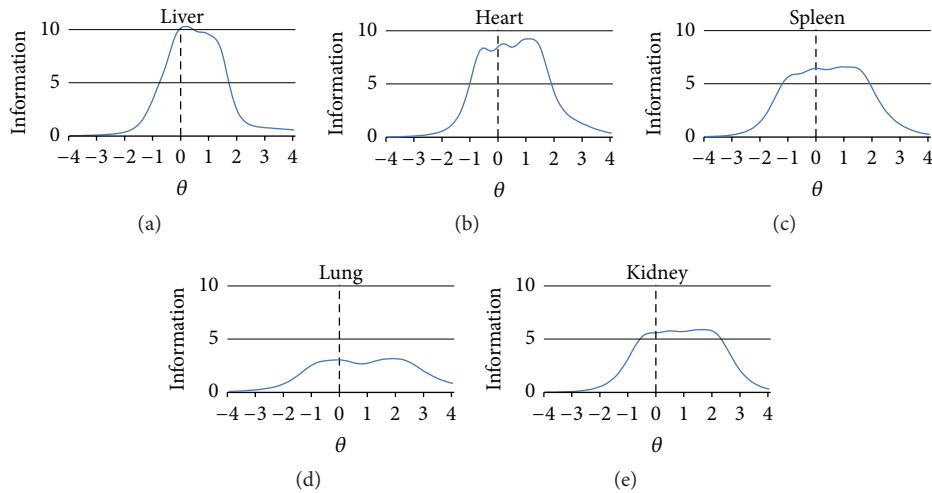 Liver
Information
10
5
0
−4 −3 −2 −1 0 1 2 3 4
θ
(a)
Heart
Information
10
5
0
−4 −3 −2 −1 0 1 2 3 4
θ
(b)
Spleen
Information
10
5
0
−4 −3 −2 −1 0 1 2 3 4
θ
(c)
Lung
Information
10
5
0
−4 −3 −2 −1 0 1 2 3 4
θ
(d)
Kidney
Information
10
5
0
−4 −3 −2 −1 0 1 2 3 4
θ
(e)